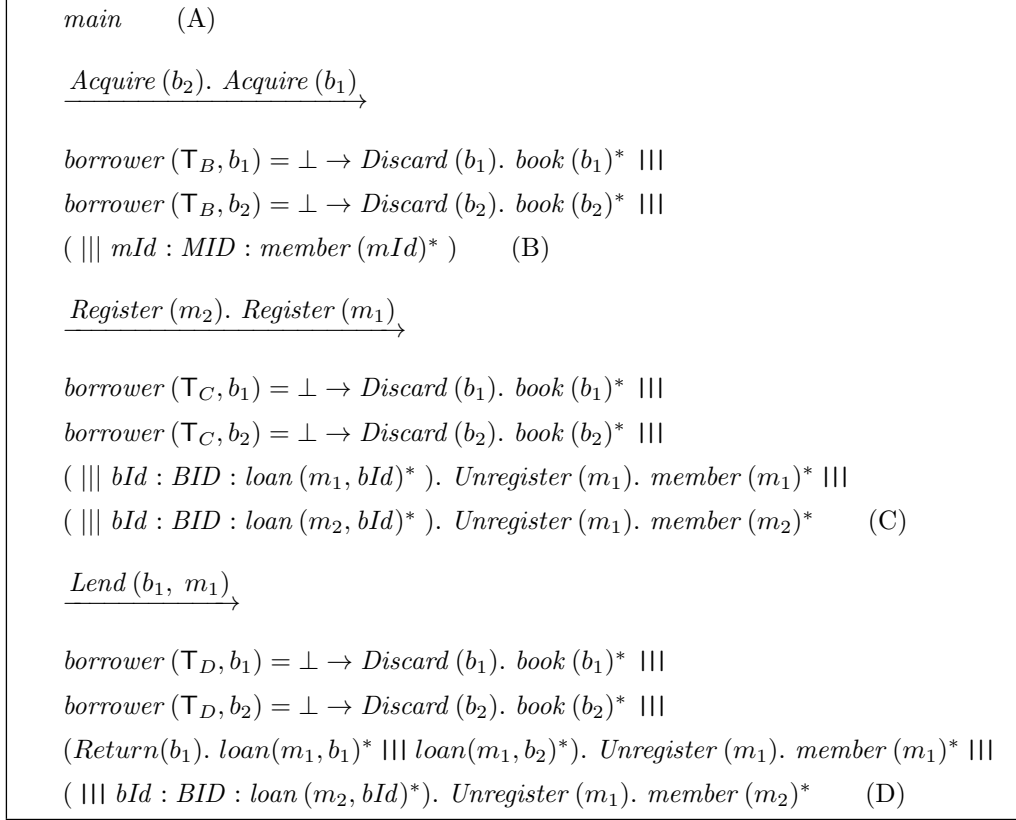 main (A)
Acquire (b₂). Acquire (b₁)
borrower (T_B, b₁) = ⊥ → Discard (b₁). book (b₁)* |||
borrower (T_B, b₂) = ⊥ → Discard (b₂). book (b₂)* |||
( ||| mId : MID : member (mId)* ) (B)
Register (m₂). Register (m₁)
borrower (T_C, b₁) = ⊥ → Discard (b₁). book (b₁)* |||
borrower (T_C, b₂) = ⊥ → Discard (b₂). book (b₂)* |||
( ||| bId : BID : loan (m₁, bId)* ). Unregister (m₁). member (m₁)* |||
( ||| bId : BID : loan (m₂, bId)* ). Unregister (m₁). member (m₂)* (C)
Lend (b₁, m₁)
borrower (T_D, b₁) = ⊥ → Discard (b₁). book (b₁)* |||
borrower (T_D, b₂) = ⊥ → Discard (b₂). book (b₂)* |||
(Return(b₁). loan(m₁, b₁)* ||| loan(m₁, b₂)*). Unregister (m₁). member (m₁)* |||
( ||| bId : BID : loan (m₂, bId)*). Unregister (m₁). member (m₂)* (D)